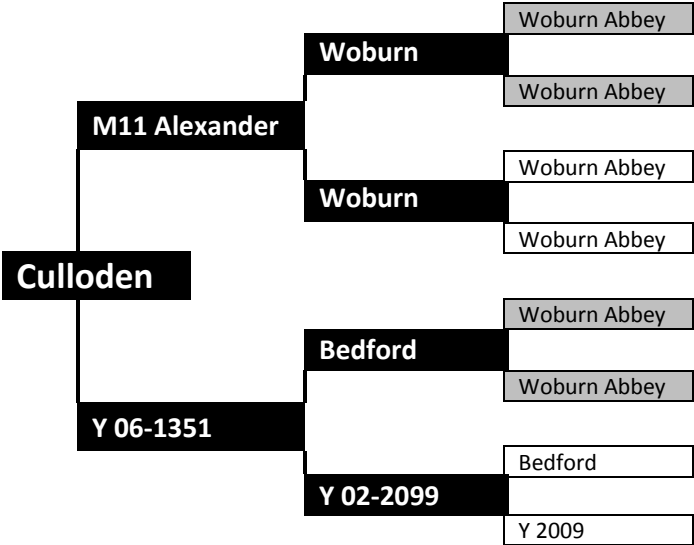 Woburn Abbey
Woburn
Woburn Abbey
M11 Alexander
Woburn Abbey
Woburn
Woburn Abbey
Culloden
Woburn Abbey
Bedford
Woburn Abbey
Y 06-1351
Bedford
Y 02-2099
Y 2009